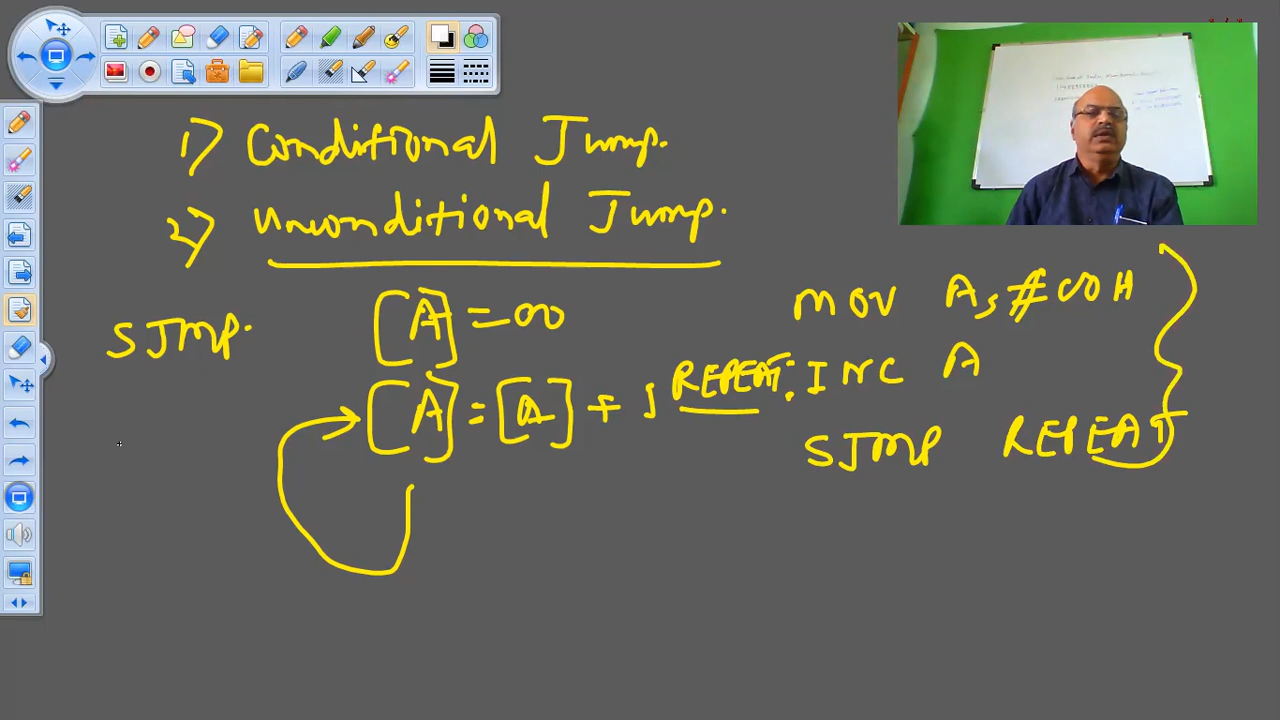 1) Conditional Jump.
2) Unconditional Jump.
SJMP.
[A] = 00
[A] = [A] + 1
MOV A, #00H
REPEAT: INC A
SJMP REPEAT